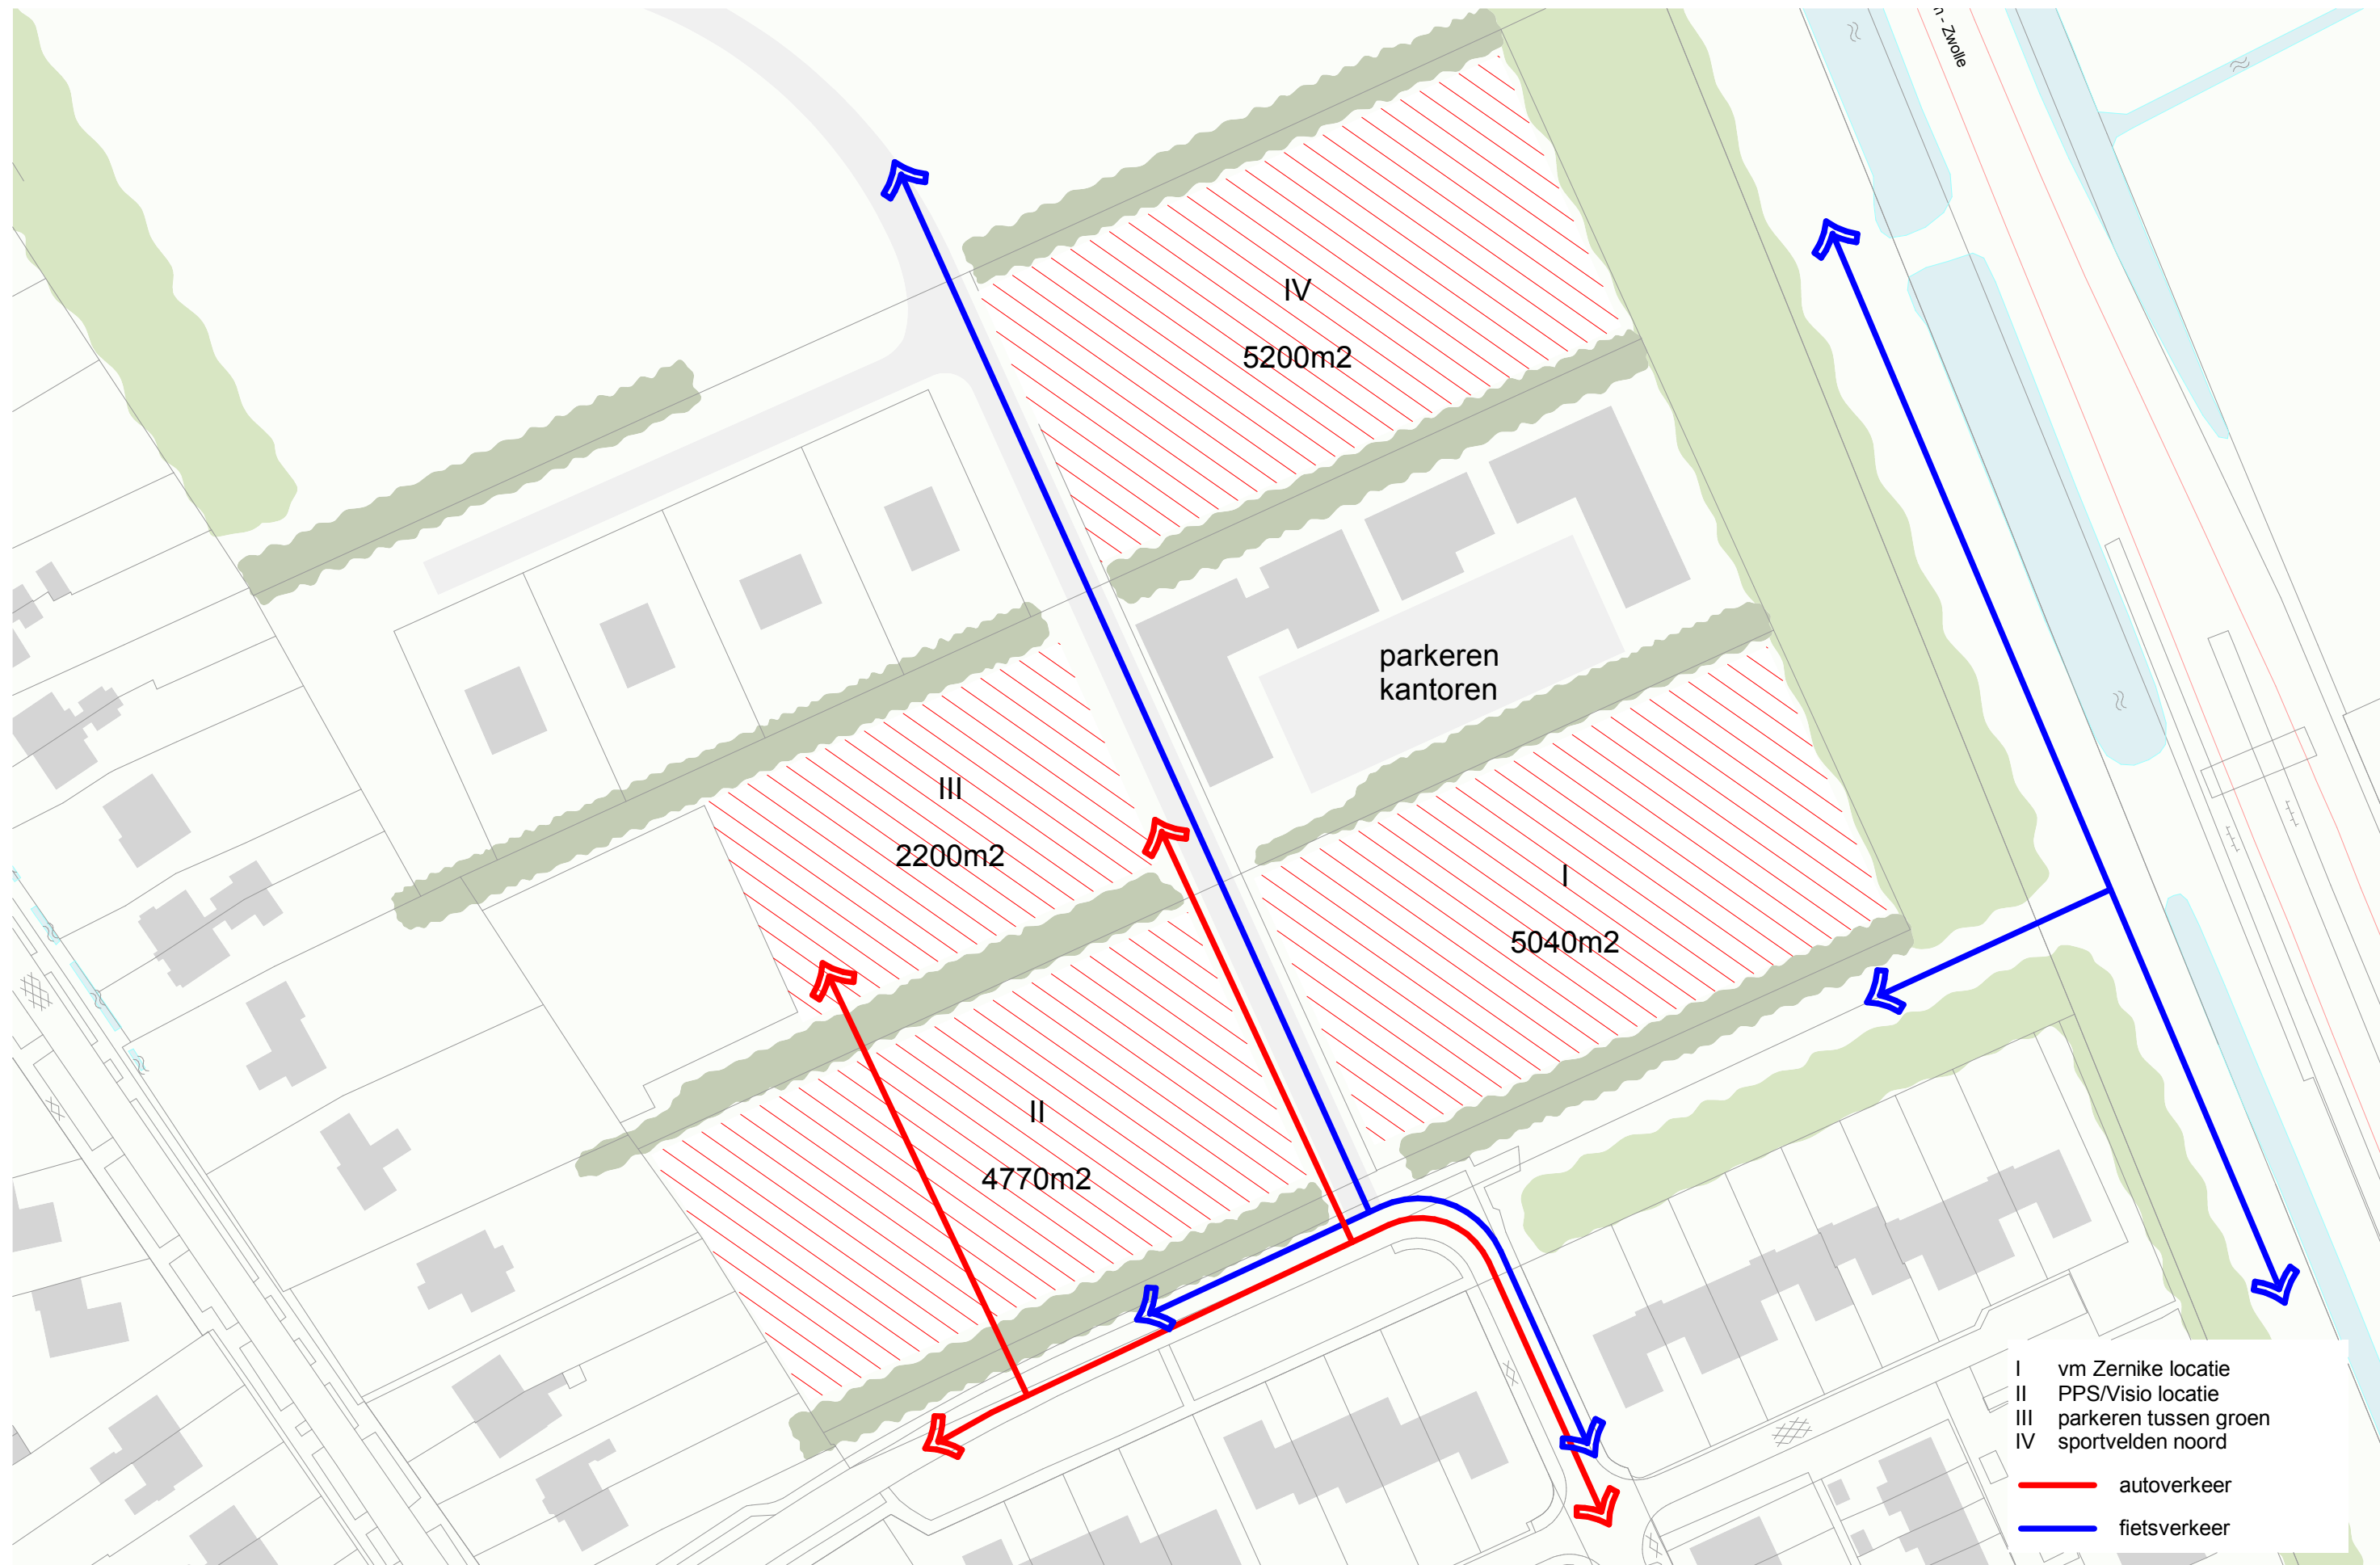 - Zwolle
IV
5200m2
parkeren
kantoren
III
2200m2
I
5040m2
II
4770m2
I vm Zernike locatie
II PPS/Visio locatie
III parkeren tussen groen
IV sportvelden noord
autoverkeer
fietsverkeer